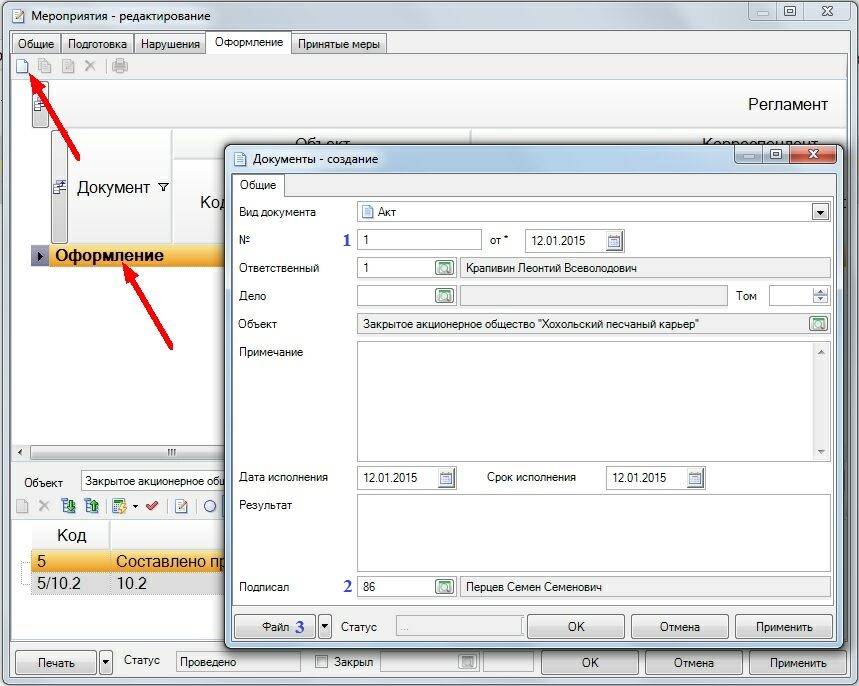 Мероприятия - редактирование
Общие Подготовка Нарушения Оформление Принятые меры
Регламент
Объект Корреспондент
Документы - создание
Общие
Документ
Код
Вид документа Акт
№ 1 1 от * 12.01.2015
Оформление
Ответственный 1 Крапивин Леонтий Всеволодович
Дело Том
Объект Закрытое акционерное общество "Хохольский песчаный карьер"
Примечание
Дата исполнения 12.01.2015 Срок исполнения 12.01.2015
Результат
Подписал 2 86 Перцев Семен Семенович
Файл 3 Статус ... OK Отмена Применить
Объект Закрытое акционерное общ
Код
5 Составлено пр
5/10.2 10.2
Печать Статус Проведено Закрыл OK Отмена Применить